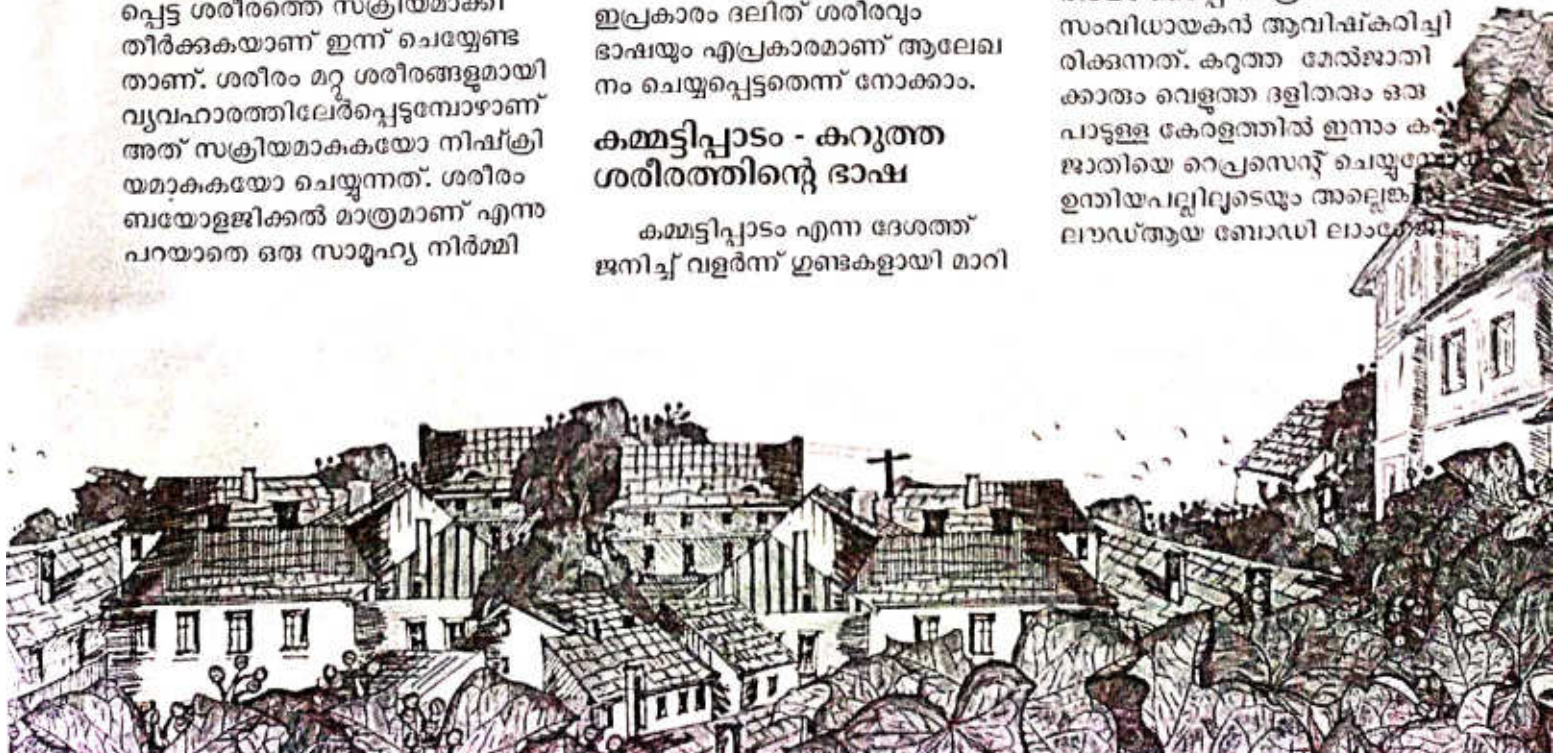 പ്പെട്ട ശരീരത്തെ സക്രിയമാക്കി
തീർക്കുകയാണ് ഇന്ന് ചെയ്യേണ്ട
താണ്. ശരീരം മറ്റു ശരീരങ്ങളുമായി
വ്യവഹാരത്തിലേർപ്പെടുമ്പോഴാണ്
അത് സക്രിയമാകുകയോ നിഷ്ക്രി
യമാകുകയോ ചെയ്യുന്നത്. ശരീരം
ബയോളജിക്കൽ മാത്രമാണ് എന്നു
പറയാതെ ഒരു സാമൂഹ്യ നിർമ്മി
ഇപ്രകാരം ദലിത് ശരീരവും
ഭാഷയും എപ്രകാരമാണ് ആലേഖ
നം ചെയ്യപ്പെട്ടതെന്ന് നോക്കാം.
കമ്മട്ടിപ്പാടം - കറുത്ത
ശരീരത്തിന്റെ ഭാഷ
കമ്മട്ടിപ്പാടം എന്ന ദേശത്ത്
ജനിച്ച് വളർന്ന് ഗുണ്ടകളായി മാറി
സംവിധായകൻ ആവിഷ്കരിച്ചി
രിക്കുന്നത്. കറുത്ത മേൽജാതി
ക്കാരും വെളുത്ത ദളിതരും ഒരു
പാടുള്ള കേരളത്തിൽ ഇന്നും
ജാതിയെ റെപ്രസെന്റ് ചെയ്യുമ്പോൾ
ഉന്തിയപല്ലിലൂടെയും
ലൗഡ്ആയ ബോഡി